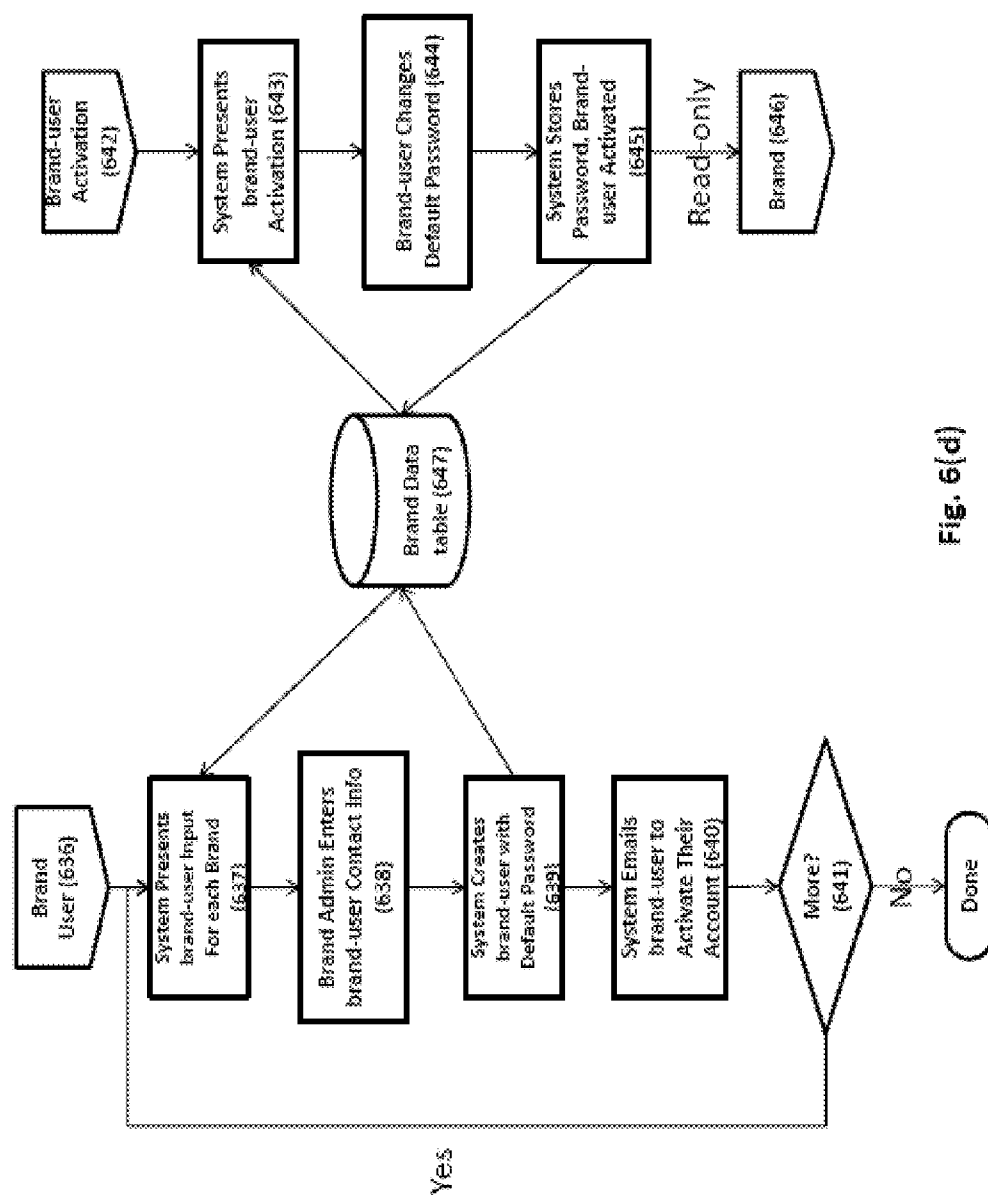 Brand
User (636)
System Presents
brand-user Input
For each Brand
(637)
Brand Admin Enters
brand-user Contact Info
(638)
System Creates
brand-user with
Default Password
(639)
System Emails
brand-user to
Activate Their
Account (640)
More?
(641)
Yes
No
Done
Brand Data
table (647)
Brand-user
Activation
(642)
System Presents
brand-user
Activation (643)
Brand-user Changes
Default Password (644)
System Stores
Password, Brand-
user Activated
(645)
Read-only
Brand (646)
Fig. 6(d)